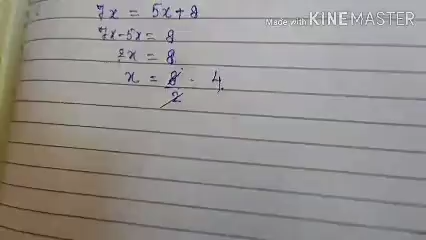 7x = 5x+8
Made with KINEMASTER
7x-5x = 8
2x = 8
x = 8/2 . 4